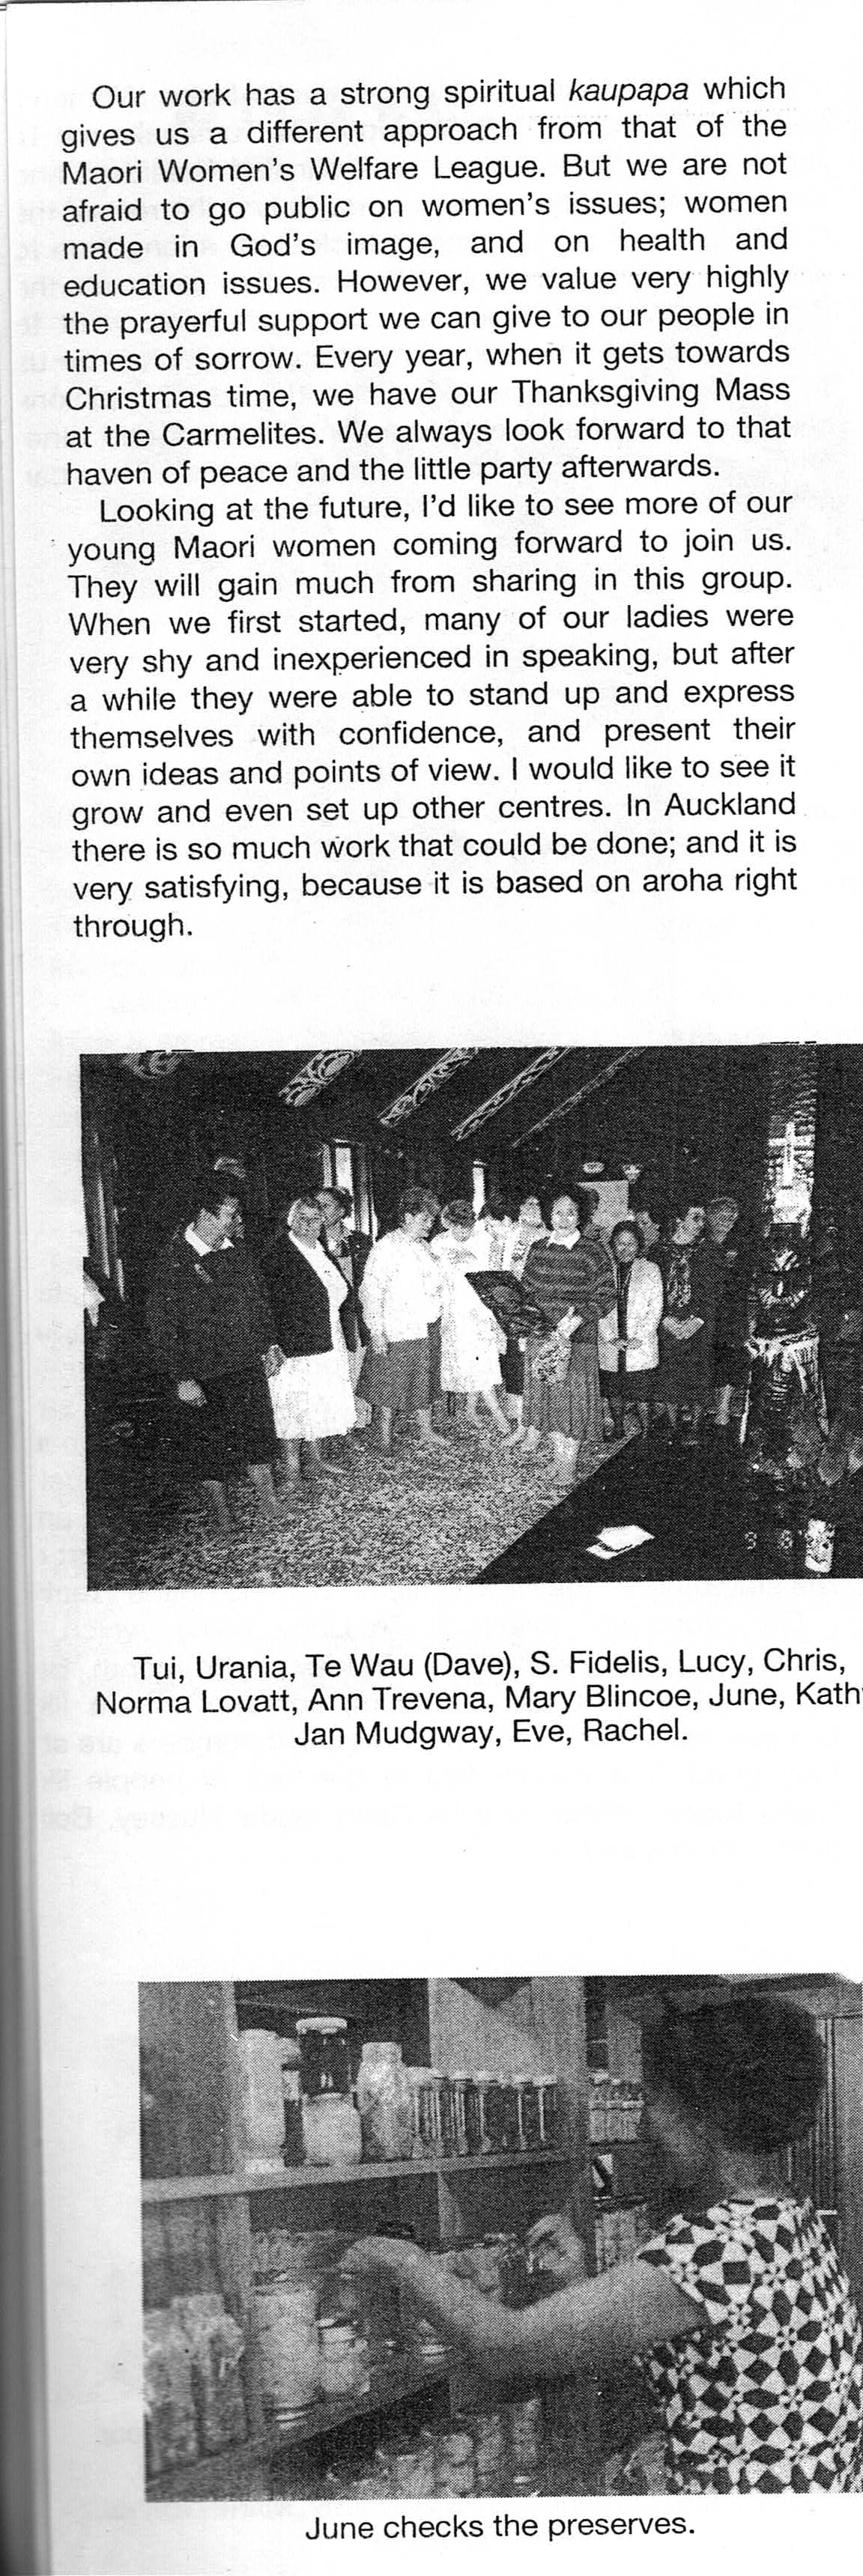 Our work has a strong spiritual kaupapa which
gives us a different approach from that of the
Maori Women's Welfare League. But we are not
afraid to go public on women's issues; women
made in God's image, and on health and
education issues. However, we value very highly
the prayerful support we can give to our people in
times of sorrow. Every year, when it gets towards
Christmas time, we have our Thanksgiving Mass
at the Carmelites. We always look forward to that
haven of peace and the little party afterwards.
Looking at the future, I'd like to see more of our
young Maori women coming forward to join us.
They will gain much from sharing in this group.
When we first started, many of our ladies were
very shy and inexperienced in speaking, but after
a while they were able to stand up and express
themselves with confidence, and present their
own ideas and points of view. I would like to see it
grow and even set up other centres. In Auckland
there is so much work that could be done; and it is
very satisfying, because it is based on aroha right
through.
Tui, Urania, Te Wau (Dave), S. Fidelis, Lucy, Chris,
Norma Lovatt, Ann Trevena, Mary Blincoe, June,
Jan Mudgway, Eve, Rachel.
June checks the preserves.